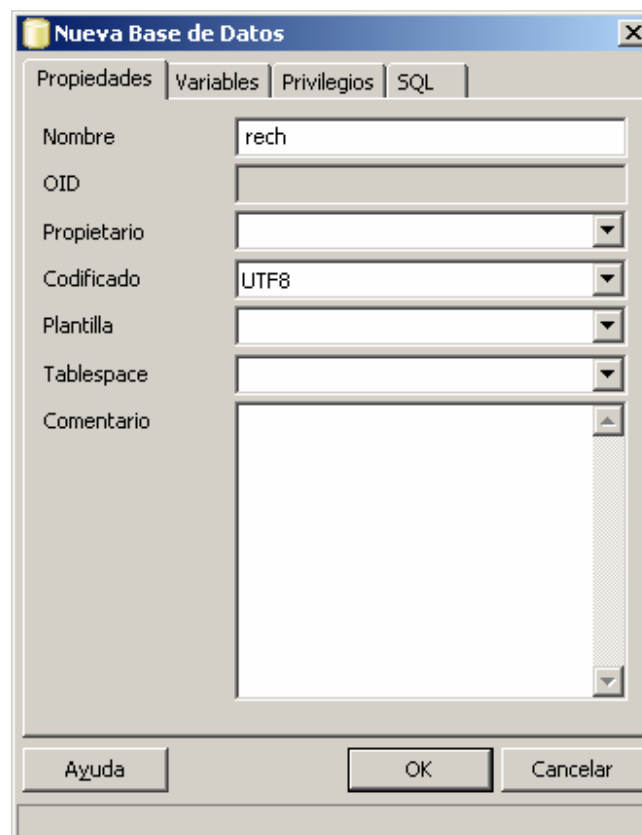 Nueva Base de Datos
Propiedades Variables Privilegios SQL
Nombre rech
OID
Propietario
Codificado UTF8
Plantilla
Tablespace
Comentario
Ayuda OK Cancelar